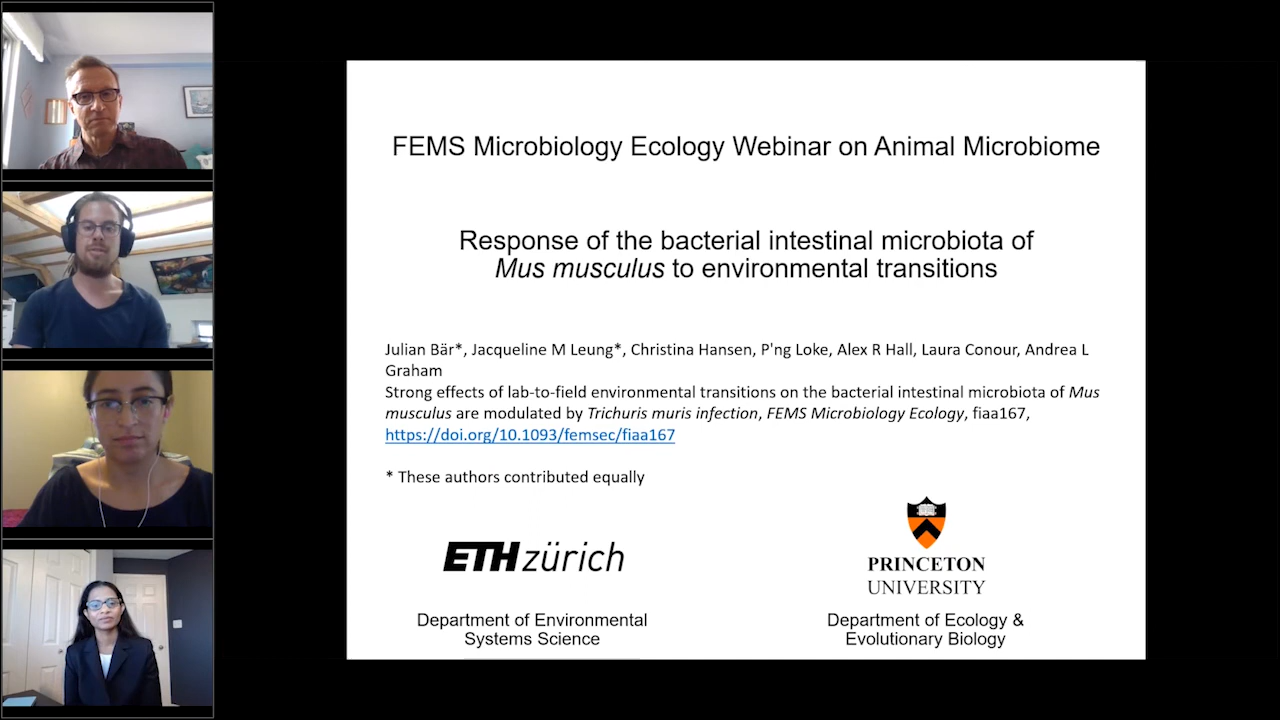 FEMS Microbiology Ecology Webinar on Animal Microbiome
Response of the bacterial intestinal microbiota of
Mus musculus to environmental transitions
Julian Bär*, Jacqueline M Leung*, Christina Hansen, P'ng Loke, Alex R Hall, Laura Conour, Andrea L
Graham
Strong effects of lab-to-field environmental transitions on the bacterial intestinal microbiota of Mus
musculus are modulated by Trichuris muris infection, FEMS Microbiology Ecology, fiaa167,
https://doi.org/10.1093/femsec/fiaa167
* These authors contributed equally
ETH zürich
Department of Environmental
Systems Science
PRINCETON
UNIVERSITY
Department of Ecology &
Evolutionary Biology